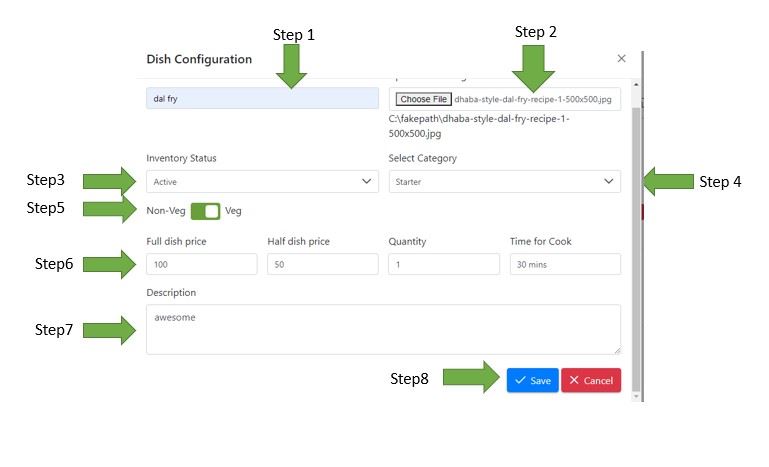 Step 1
Step 2
Dish Configuration
dal fry
Choose File dhaba-style-dal-fry-recipe-1-500x500.jpg
C:\fakepath\dhaba-style-dal-fry-recipe-1-
500x500.jpg
Inventory Status
Select Category
Step3
Active
Starter
Step 4
Step5
Non-Veg Veg
Full dish price
Half dish price
Quantity
Time for Cook
Step6
100
50
1
30 mins
Description
awesome
Step7
Step8
Save
Cancel